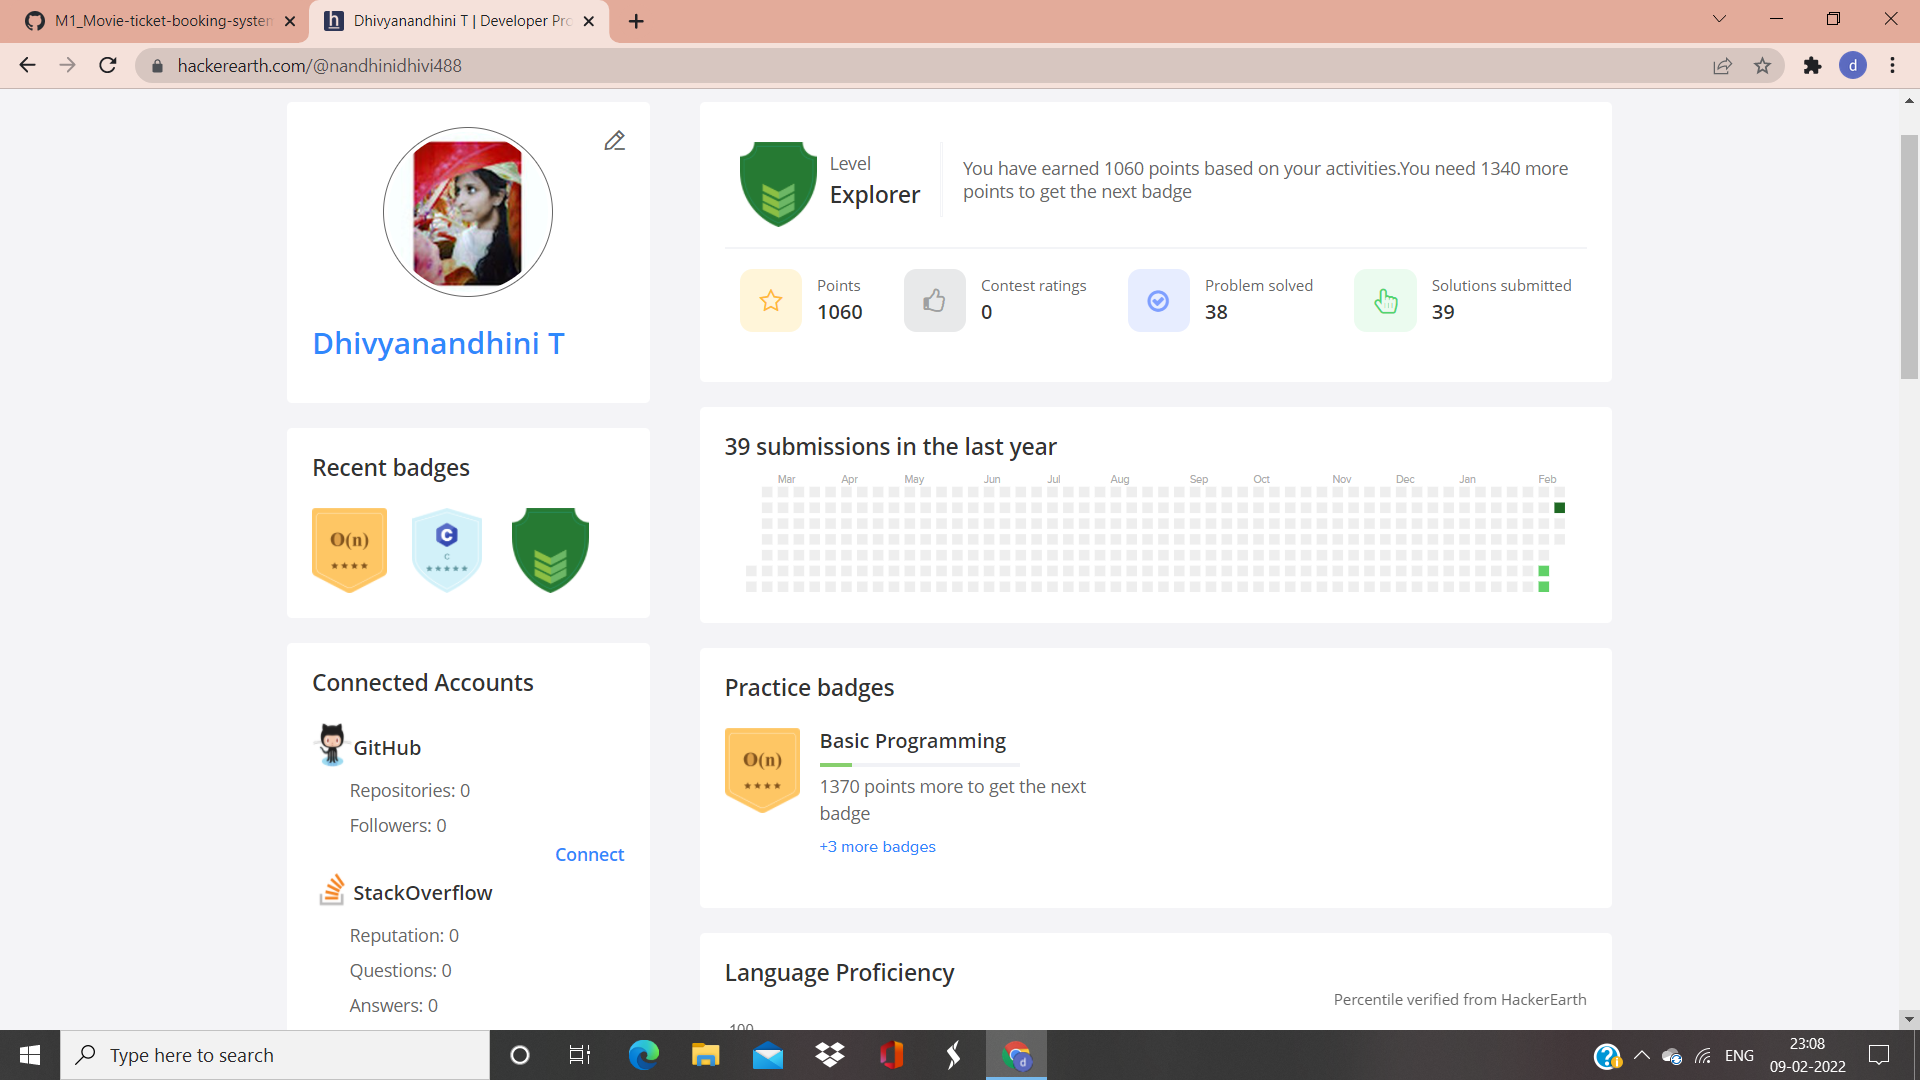 M1_Movie-ticket-booking-system
Dhivyanandhini T | Developer Pro
hackerearth.com/@nandhinidhivi488
d
Dhivyanandhini T
Level
Explorer
You have earned 1060 points based on your activities.You need 1340 more
points to get the next badge
Points
1060
Contest ratings
0
Problem solved
38
Solutions submitted
39
Recent badges
O(n)
C
C
39 submissions in the last year
Mar Apr May Jun Jul Aug Sep Oct Nov Dec Jan Feb
Connected Accounts
GitHub
Repositories: 0
Followers: 0
Connect
StackOverflow
Reputation: 0
Questions: 0
Answers: 0
Practice badges
O(n)
Basic Programming
1370 points more to get the next
badge
+3 more badges
Language Proficiency
Percentile verified from HackerEarth
100
Type here to search
d
ENG
23:08
09-02-2022